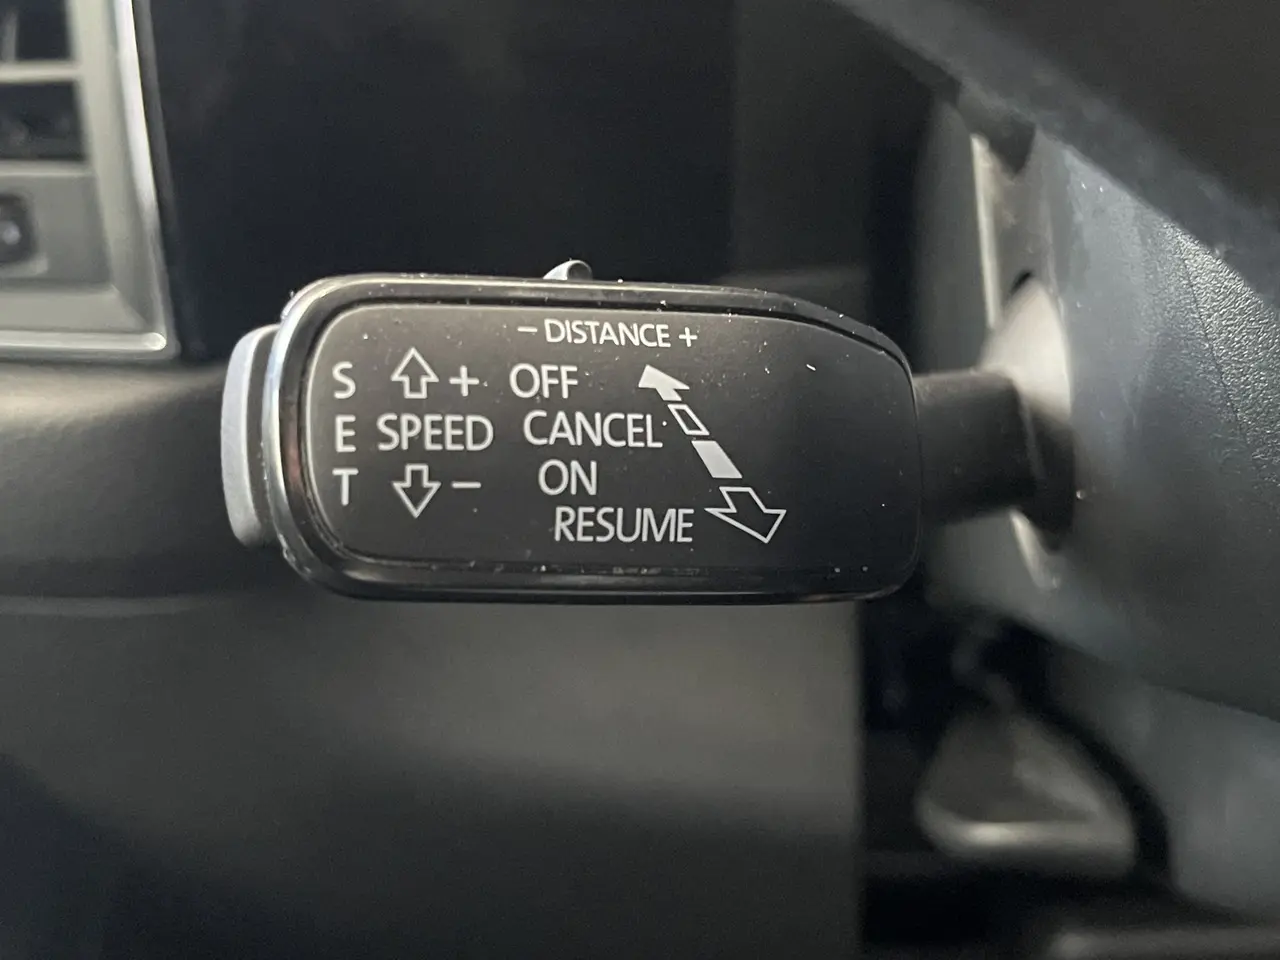 - DISTANCE +
S + OFF
E SPEED CANCEL
T - ON
RESUME